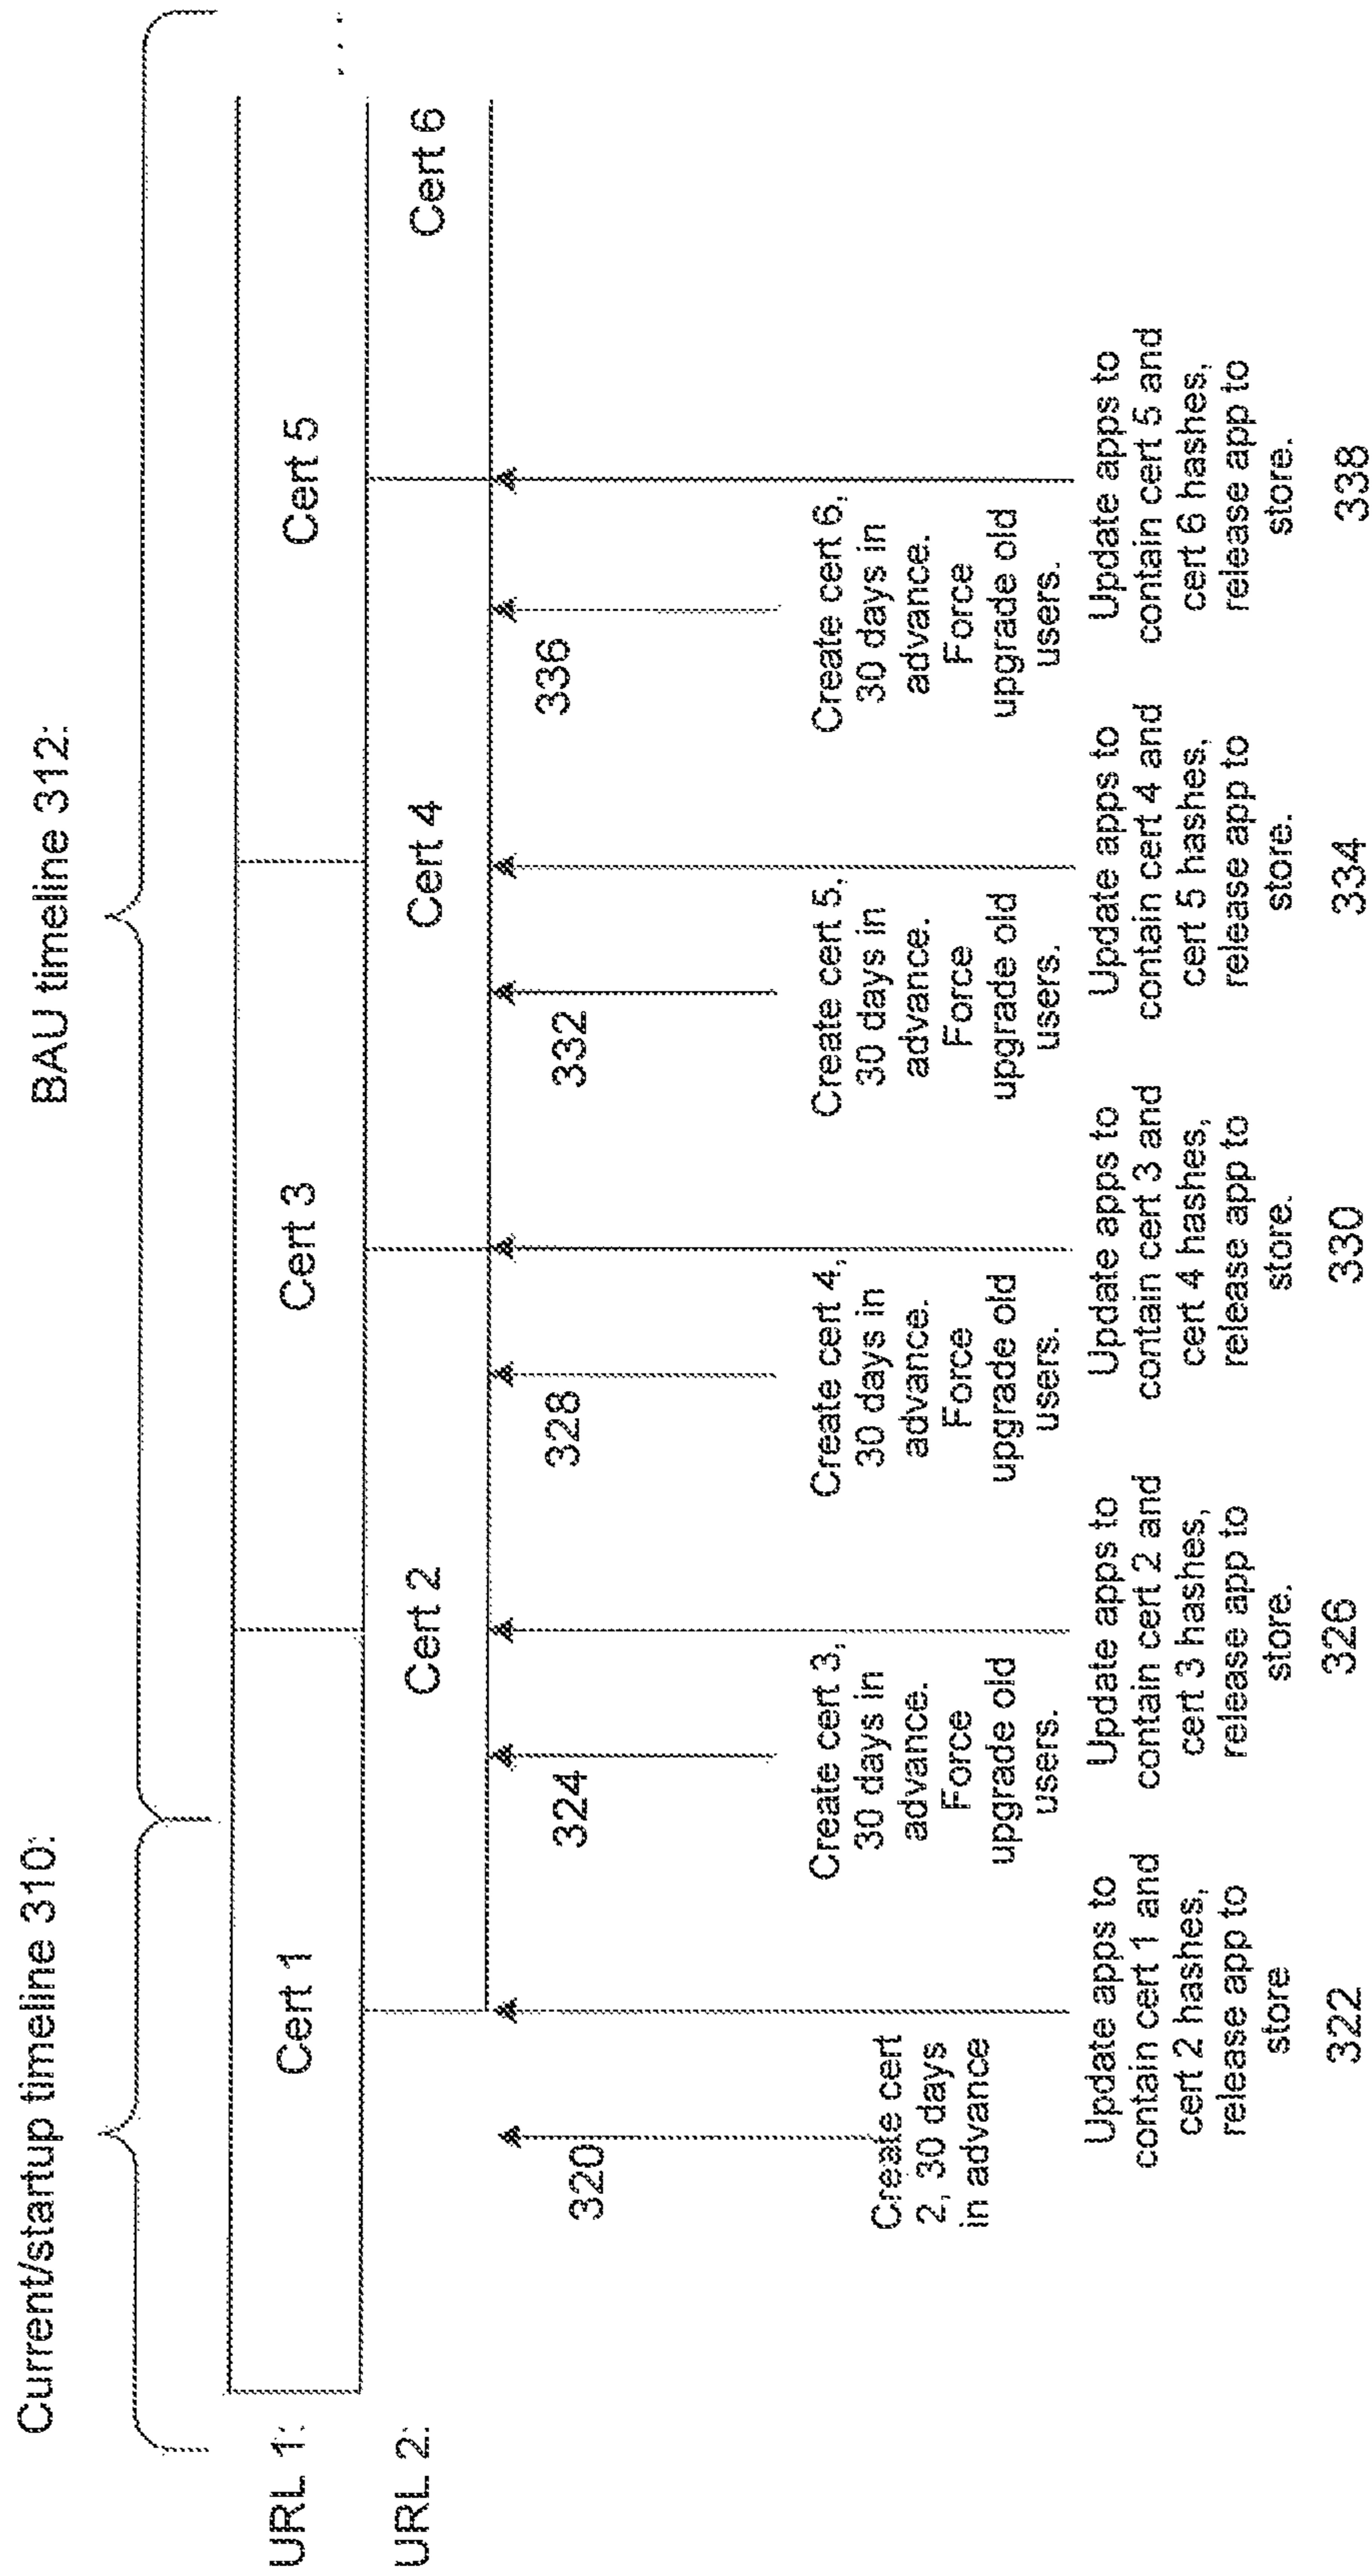 Current/startup timeline 310:
BAU timeline 312:
URL 1:
Cert 1
Cert 3
Cert 5
. . .
URL 2:
Cert 2
Cert 4
Cert 6
320
324
328
332
336
Create cert
2, 30 days
in advance
Create cert 3,
30 days in
advance.
Force
upgrade old
users.
Create cert 4,
30 days in
advance.
Force
upgrade old
users.
Create cert 5,
30 days in
advance.
Force
upgrade old
users.
Create cert 6,
30 days in
advance.
Force
upgrade old
users.
Update apps to
contain cert 1 and
cert 2 hashes,
release app to
store
322
Update apps to
contain cert 2 and
cert 3 hashes,
release app to
store.
326
Update apps to
contain cert 3 and
cert 4 hashes,
release app to
store.
330
Update apps to
contain cert 4 and
cert 5 hashes,
release app to
store.
334
Update apps to
contain cert 5 and
cert 6 hashes,
release app to
store.
338